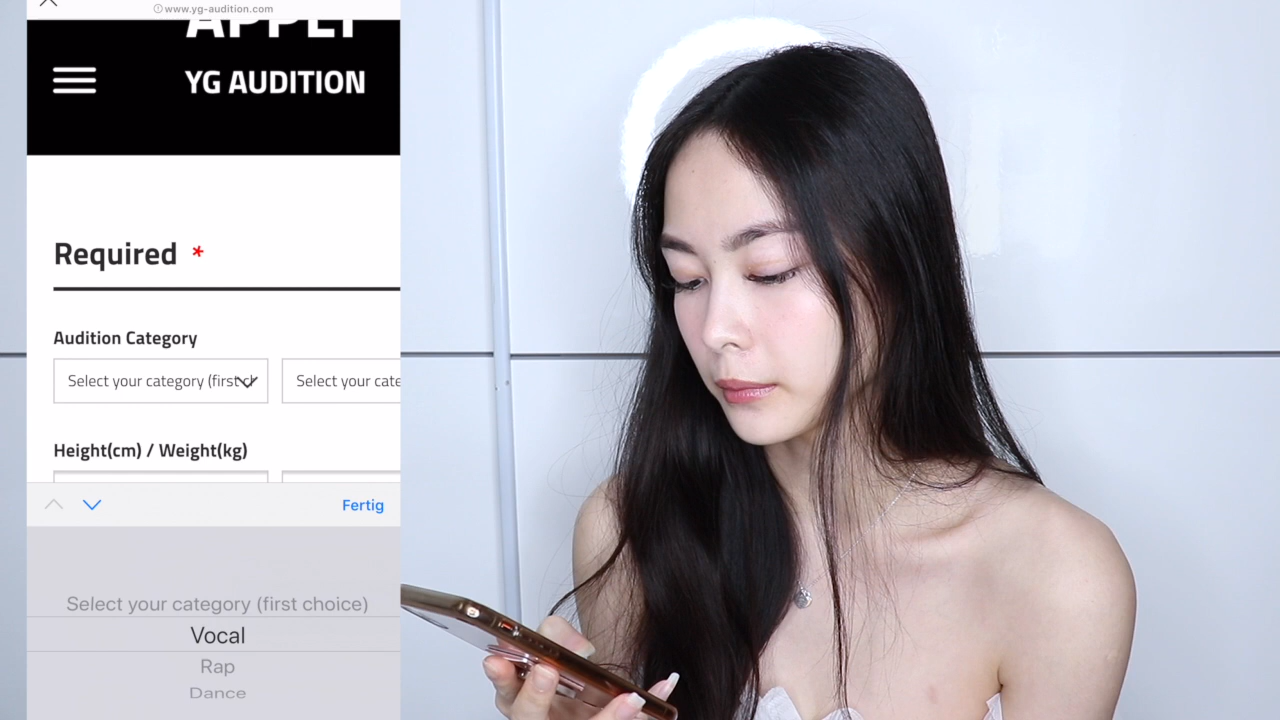 www.yg-audition.com
APPLY
YG AUDITION
Required *
Audition Category
Select your category (first
Select your cate
Height(cm) / Weight(kg)
Fertig
Select your category (first choice)
Vocal
Rap
Dance